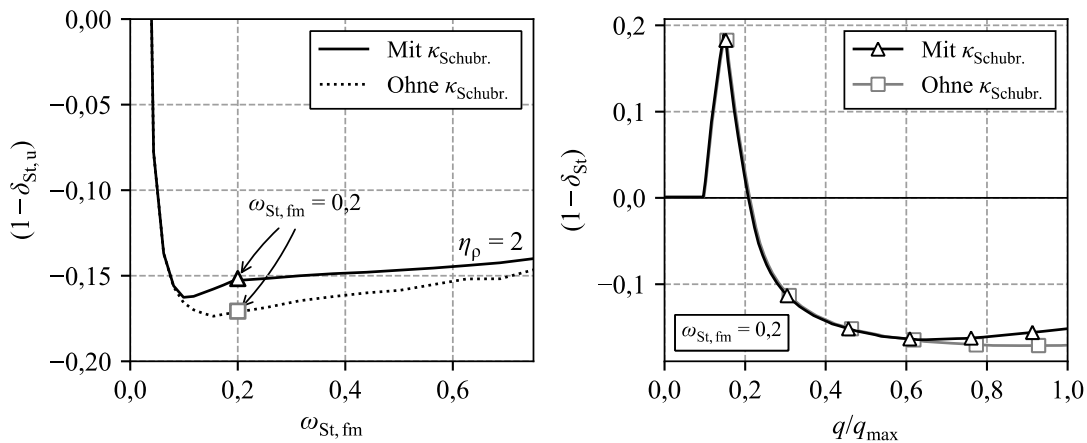 0,00
−0,05
−0,10
−0,15
−0,20
(1−δSt, u)
0,0
0,2
0,4
0,6
ωSt, fm
Mit κSchubr.
Ohne κSchubr.
ωSt, fm = 0,2
ηρ = 2
0,2
0,1
0,0
−0,1
(1−δSt)
0,0
0,2
0,4
0,6
0,8
1,0
q/qmax
Mit κSchubr.
Ohne κSchubr.
ωSt, fm = 0,2